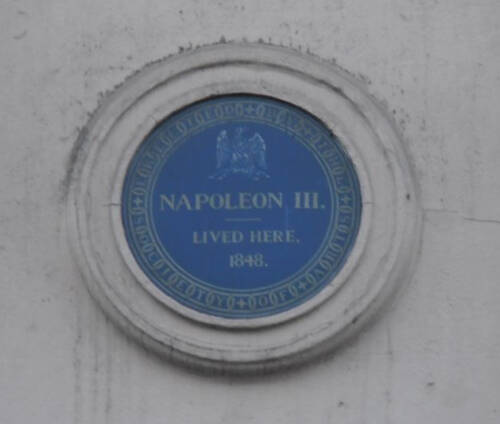 NAPOLEON III.
LIVED HERE,
1848.